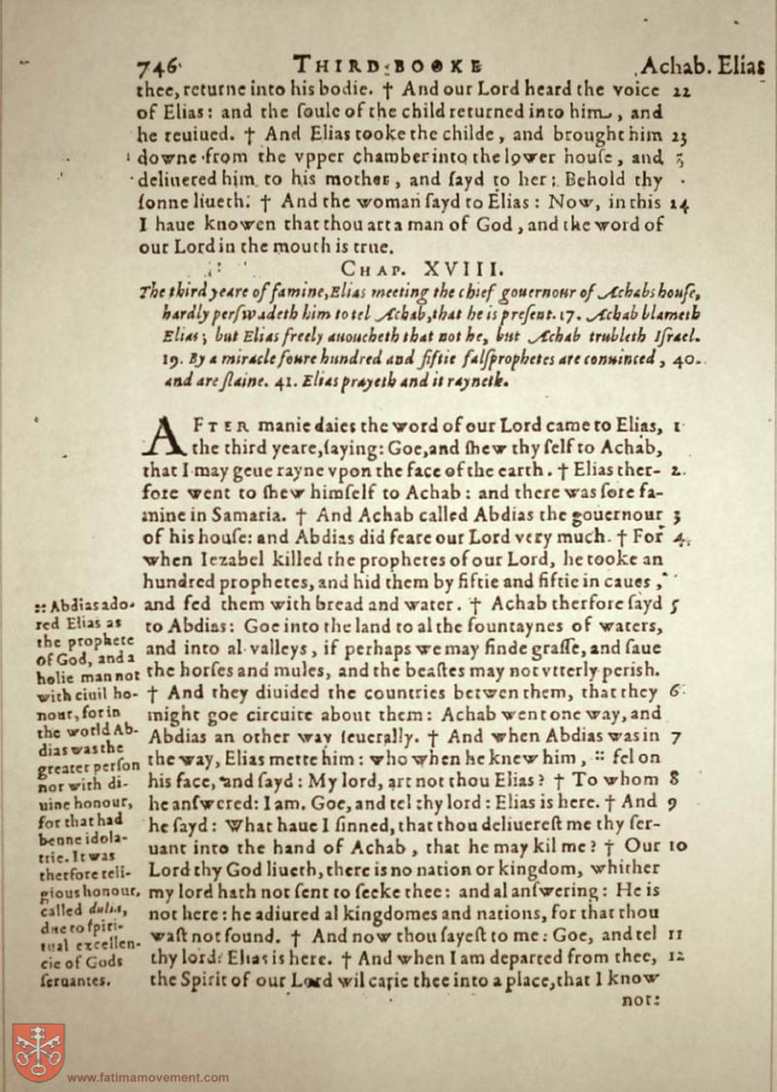 746 THIRD BOOKE Achab. Elias
thee, returne into his bodie. † And our Lord heard the voice 22
of Elias: and the ſoule of the child returned into him, and
he reuiued. † And Elias tooke the childe, and brought him 23
downe from the vpper chamber into the lower houſe, and
deliuered him to his mother, and ſayd to her: Behold thy
ſonne liueth. † And the woman ſayd to Elias: Now, in this 24
I haue knowen that thou art a man of God, and the word of
our Lord in the mouth is true.
CHAP. XVIII.
The third yeare of famine, Elias meeting the chief gouernour of Achabs houſe,
hardly perſwadeth him to tel Achab, that he is preſent. 17. Achab blameth
Elias; but Elias freely auoucheth that not he, but Achab trubleth Iſrael.
19. By a miracle foure hundred and fiftie falſprophetes are conuinced, 40.
and are ſlaine. 41. Elias prayeth and it rayneth.
AFTER manie daies the word of our Lord came to Elias, 1
the third yeare, ſaying: Goe, and ſhew thy ſelf to Achab,
that I may geue rayne vpon the face of the earth. † Elias ther- 2.
fore went to ſhew himſelf to Achab: and there was ſore fa-
mine in Samaria. † And Achab called Abdias the gouernour 3
of his houſe: and Abdias did feare our Lord very much. † For 4.
when Iezabel killed the prophetes of our Lord, he tooke an
hundred prophetes, and hid them by fiftie and fiftie in caues,
and fed them with bread and water. † Achab therfore ſayd 5
to Abdias: Goe into the land to al the fountaynes of waters,
and into al valleys, if perhaps we may finde graſſe, and ſaue
the horſes and mules, and the beaſtes may not vtterly periſh.
† And they diuided the countries betwen them, that they 6
might goe circuite about them: Achab went one way, and
Abdias an other way ſeuerally. † And when Abdias was in 7
the way, Elias mette him: who when he knew him, :: fel on
his face, and ſayd: My lord, art not thou Elias? † To whom 8
he anſwered: I am. Goe, and tel thy lord: Elias is here. † And 9
he ſayd: What haue I ſinned, that thou deliuereſt me thy ſer-
uant into the hand of Achab, that he may kil me? † Our 10
Lord thy God liueth, there is no nation or kingdom, whither
my lord hath not ſent to ſeeke thee: and al anſwering: He is
not here: he adiured al kingdomes and nations, for that thou
waſt not found. † And now thou ſayeſt to me: Goe, and tel 11
thy lord: Elias is here. † And when I am departed from thee, 12
the Spirit of our Lord wil carie thee into a place, that I know
not:
:: Abdias ado-
red Elias as
the prophete
of God, and a
holie man not
with ciuil ho-
nour, for in
the world Ab-
dias was the
greater perſon
nor with di-
uine honour,
for that had
benne idola-
trie. It was
therfore reli-
gious honour,
called dulia,
due to ſpiri-
tual excellen-
cie of Gods
ſeruantes.
www.fatimamovement.com